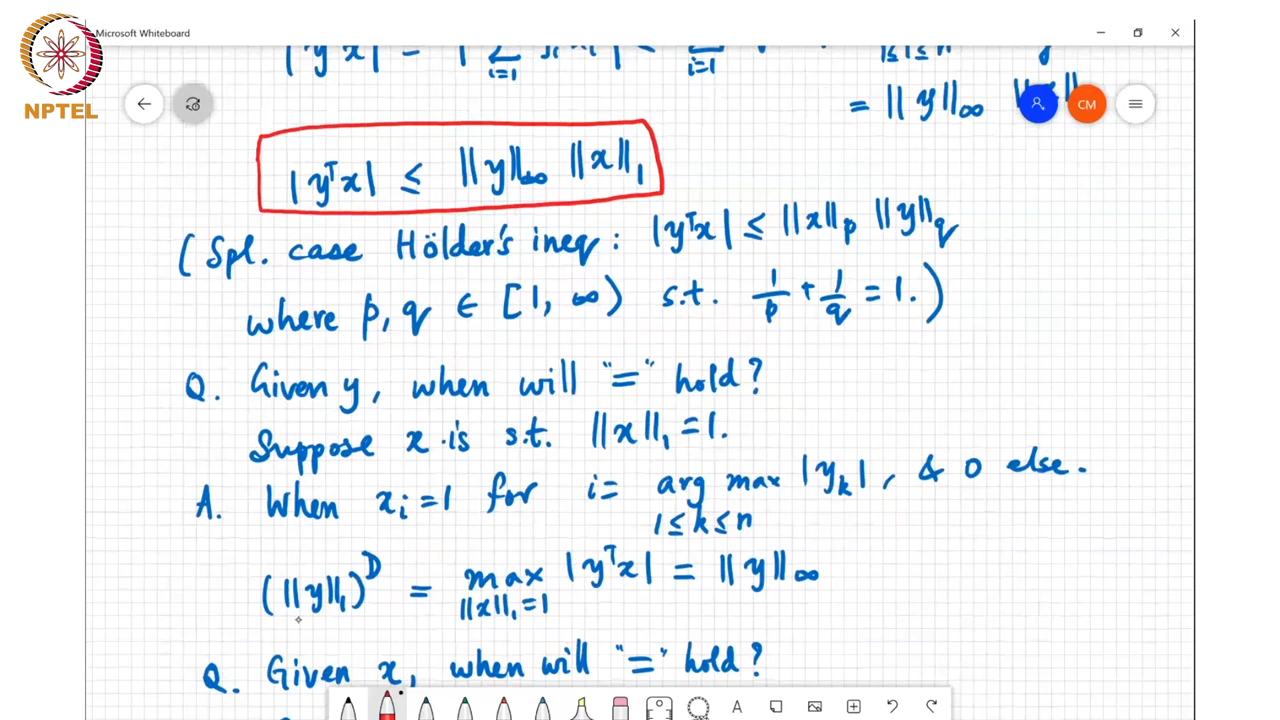 Microsoft Whiteboard
NPTEL
= ||y||∞
CM
|yᵀx| ≤ ||y||∞ ||x||₁
(Spl. case Hölder's ineq: |yᵀx| ≤ ||x||p ||y||q
where p, q ∈ [1, ∞) s.t. 1/p + 1/q = 1.)
Q. Given y, when will "=" hold?
Suppose x is s.t. ||x||₁ = 1.
A. When xᵢ = 1 for i = arg max |yₖ|, & 0 else.
1 ≤ k ≤ n
(||y||₁)ᴰ = max |yᵀx| = ||y||∞
||x||₁ = 1
Q. Given x, when will "=" hold?